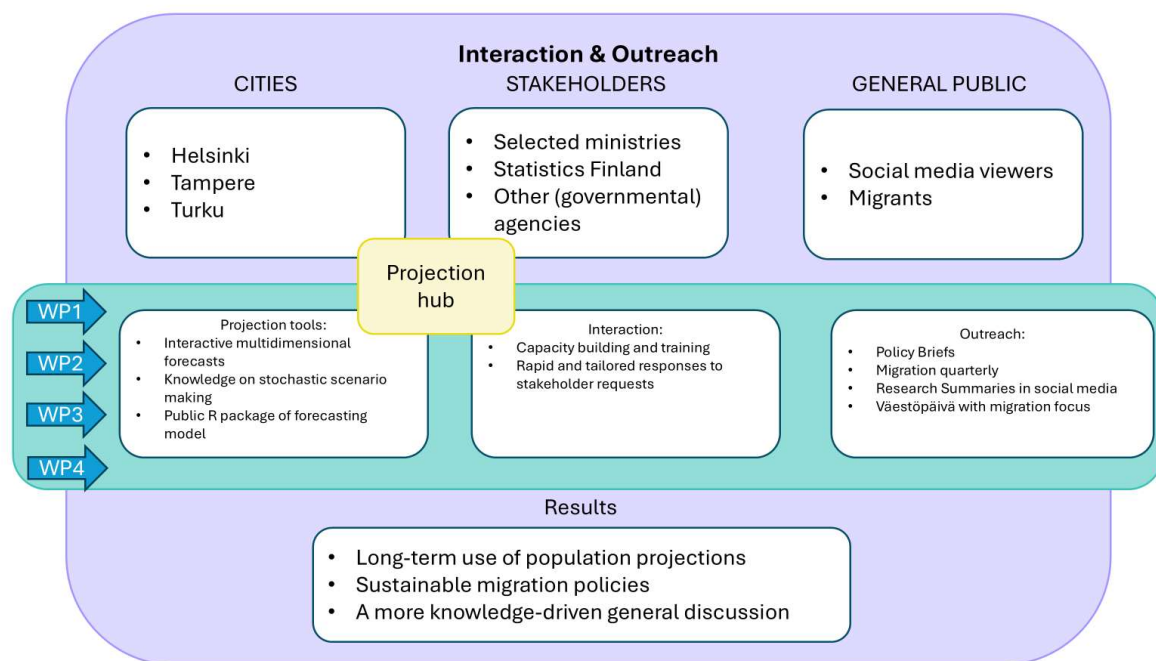 Interaction & Outreach
CITIES
STAKEHOLDERS
GENERAL PUBLIC
• Helsinki
• Tampere
• Turku
• Selected ministries
• Statistics Finland
• Other (governmental)
agencies
• Social media viewers
• Migrants
Projection
hub
WP1
WP2
WP3
WP4
Projection tools:
• Interactive multidimensional
forecasts
• Knowledge on stochastic scenario
making
• Public R package of forecasting
model
Interaction:
• Capacity building and training
• Rapid and tailored responses to
stakeholder requests
Outreach:
• Policy Briefs
• Migration quarterly
• Research Summaries in social media
• Väestöpäivä with migration focus
Results
• Long-term use of population projections
• Sustainable migration policies
• A more knowledge-driven general discussion